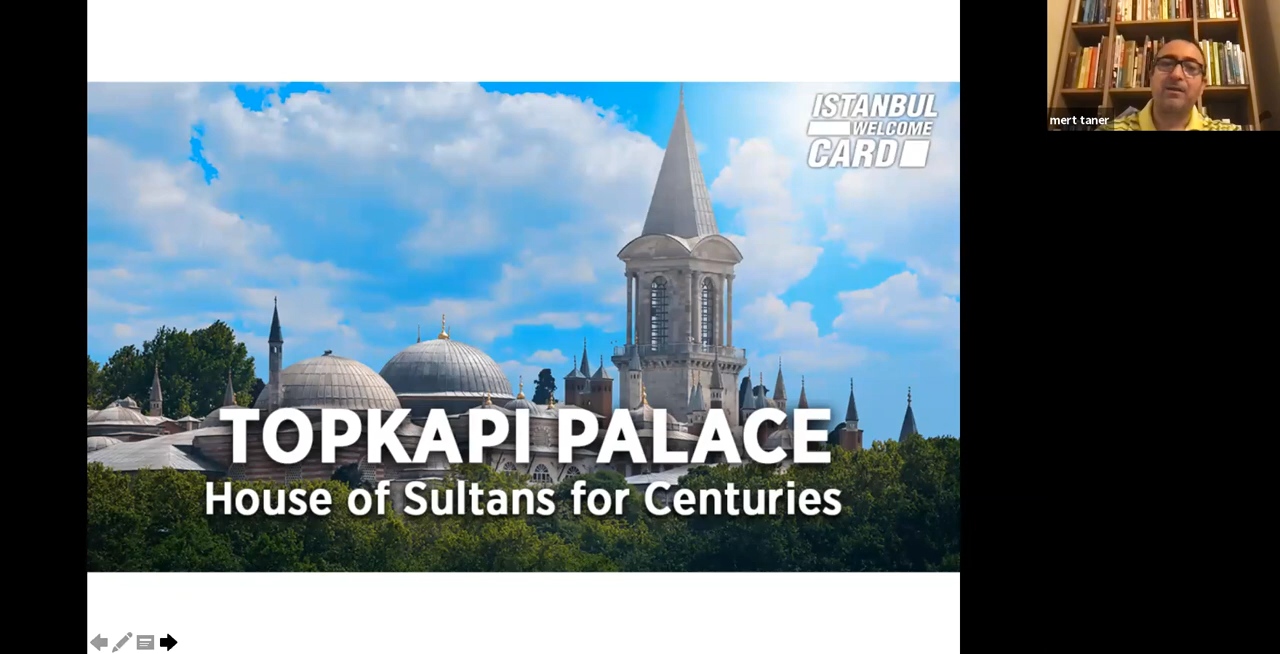 ISTANBUL
WELCOME
CARD
mert taner
TOPKAPI PALACE
House of Sultans for Centuries